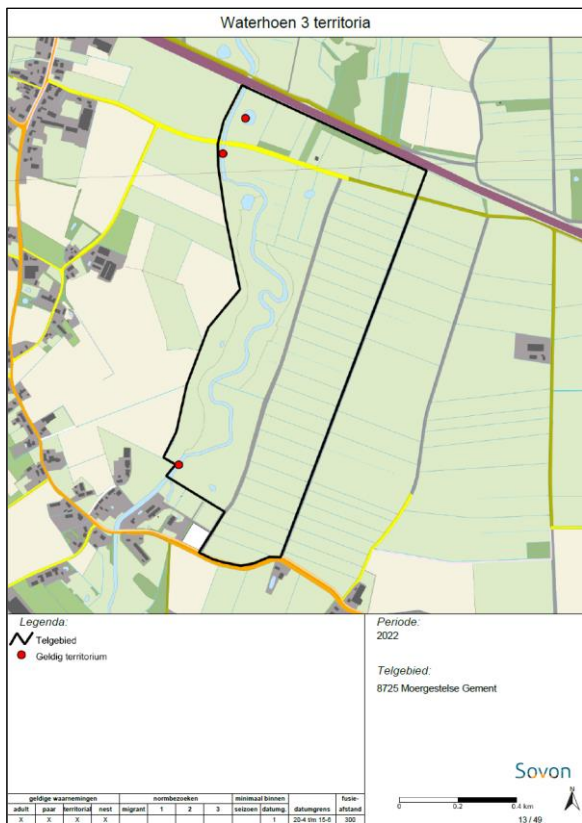 Waterhoen 3 territoria
Legenda:
Telgebied
Geldig territorium
Periode:
2022
Telgebied:
8725 Moergestelse Gement
Sovon
0 0.2 0.4 km
13 / 49
geldige waarnemingen normbezoeken minimaal binnen fusie-
adult paar territorial nest migrant 1 2 3 seizoen datumg. datumgrens afstand
X X X X 1 20-4 t/m 15-6 300